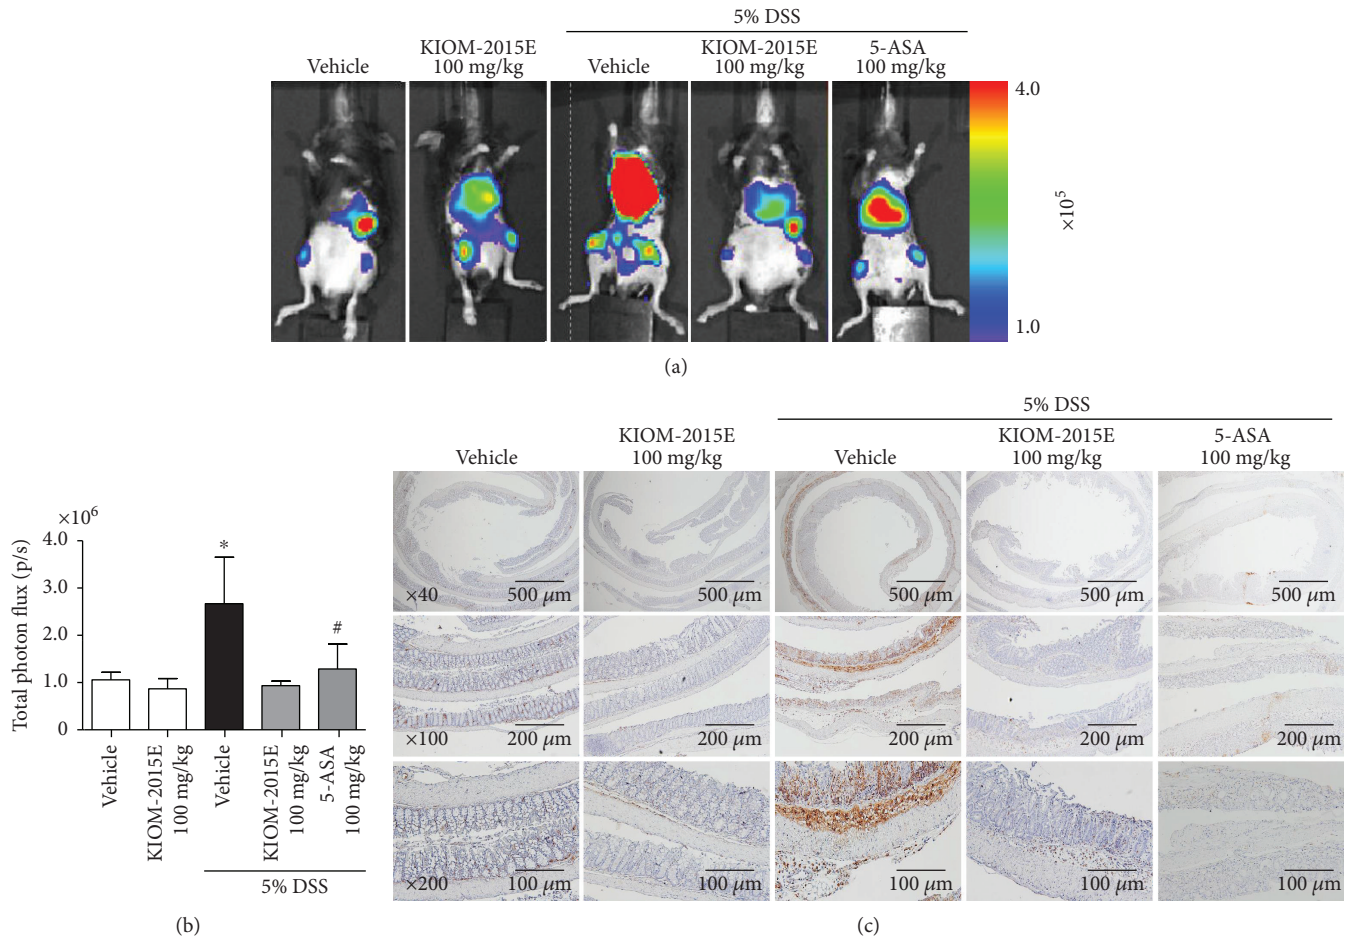 5% DSS
Vehicle
KIOM-2015E
100 mg/kg
Vehicle
KIOM-2015E
100 mg/kg
5-ASA
100 mg/kg
4.0
×10⁵
1.0
(a)
×10⁶
4.0
3.0
2.0
1.0
0
Total photon flux (p/s)
*
#
Vehicle
KIOM-2015E
100 mg/kg
Vehicle
KIOM-2015E
100 mg/kg
5-ASA
100 mg/kg
5% DSS
(b)
5% DSS
Vehicle
KIOM-2015E
100 mg/kg
Vehicle
KIOM-2015E
100 mg/kg
5-ASA
100 mg/kg
×40
500 µm
500 µm
500 µm
500 µm
500 µm
×100
200 µm
200 µm
200 µm
200 µm
200 µm
×200
100 µm
100 µm
100 µm
100 µm
100 µm
(c)